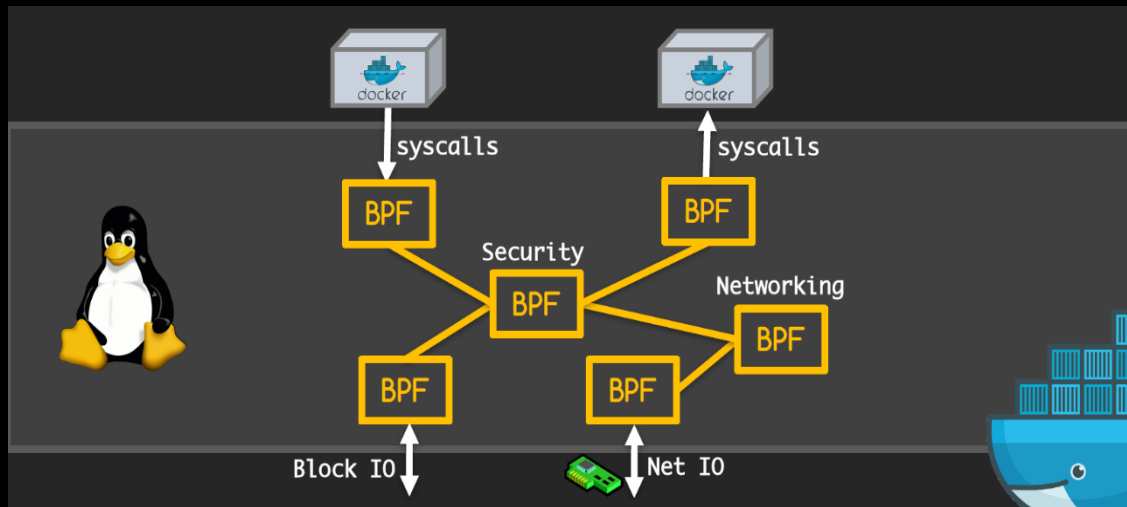 docker
docker
syscalls
syscalls
BPF
BPF
Security
BPF
Networking
BPF
BPF
BPF
Block IO
Net IO